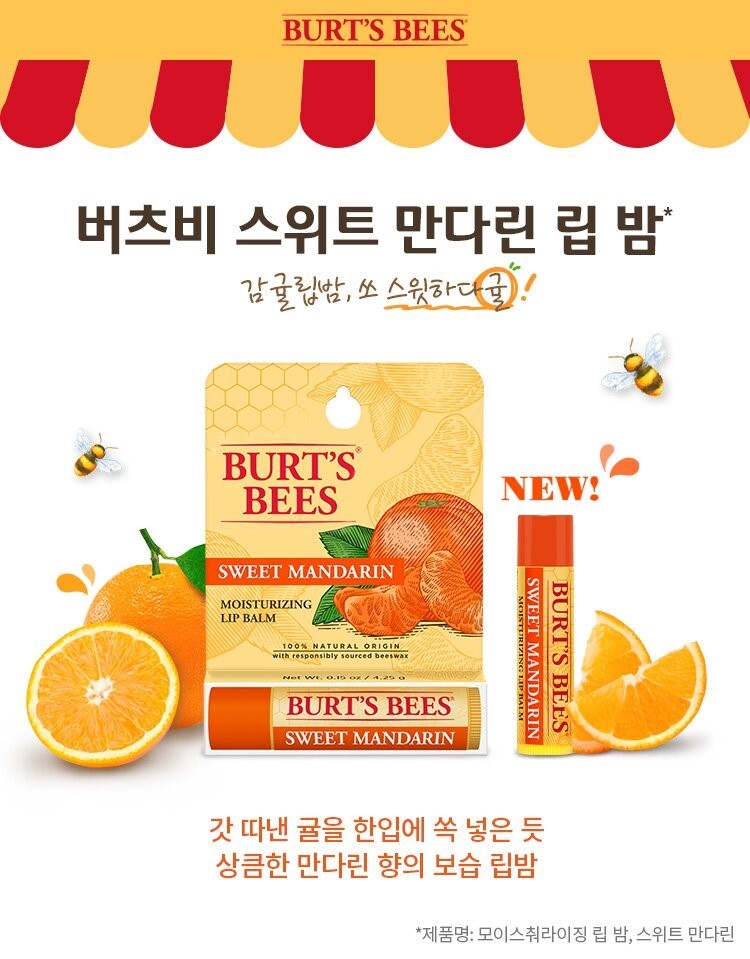 BURT'S BEES
버츠비 스위트 만다린 립 밤*
감귤립밤, 쏘 스윗하다귤!
BURT'S®
BEES
SWEET MANDARIN
MOISTURIZING
LIP BALM
100% NATURAL ORIGIN
with responsibly sourced beeswax
Net Wt. 0.15 oz / 4.25 g
BURT'S BEES
SWEET MANDARIN
NEW!
BURT'S BEES
SWEET MANDARIN
MOISTURIZING LIP BALM
갓 따낸 귤을 한입에 쏙 넣은 듯
상큼한 만다린 향의 보습 립밤
*제품명: 모이스춰라이징 립 밤, 스위트 만다린